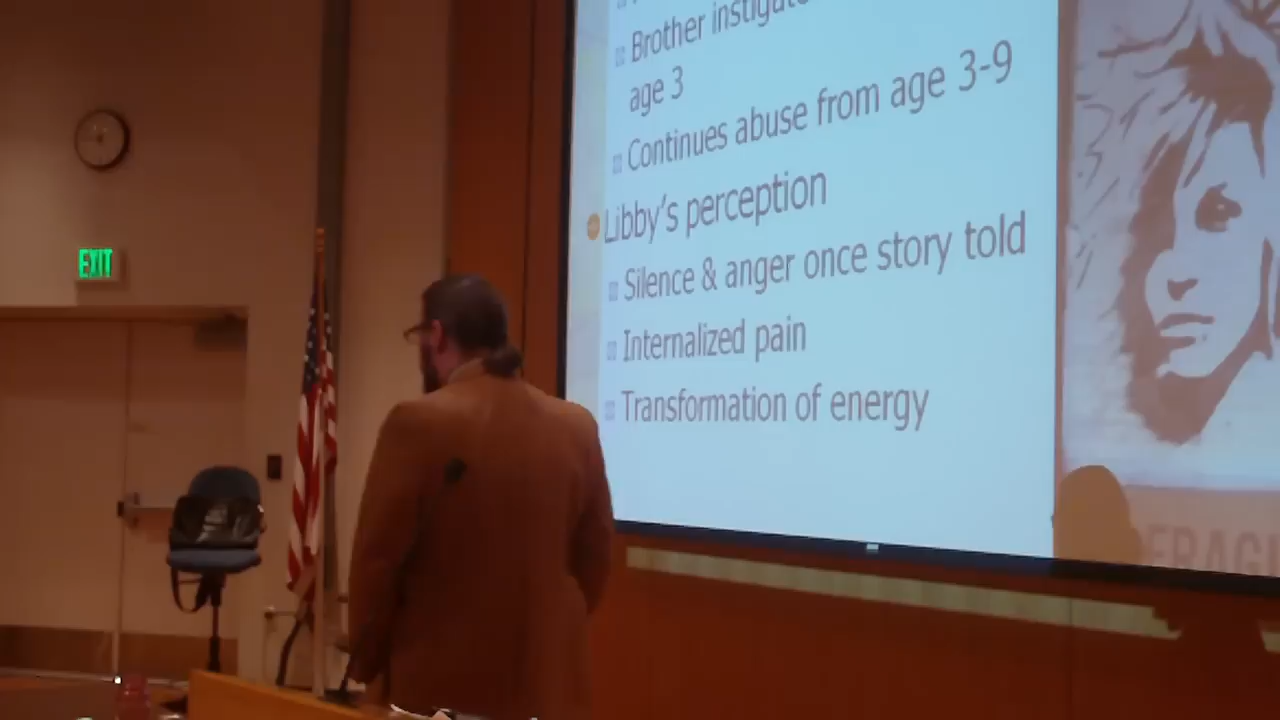 Brother
age 3
Continues abuse from age 3-9
Libby's perception
Silence & anger once story told
Internalized pain
Transformation of energy
EXIT